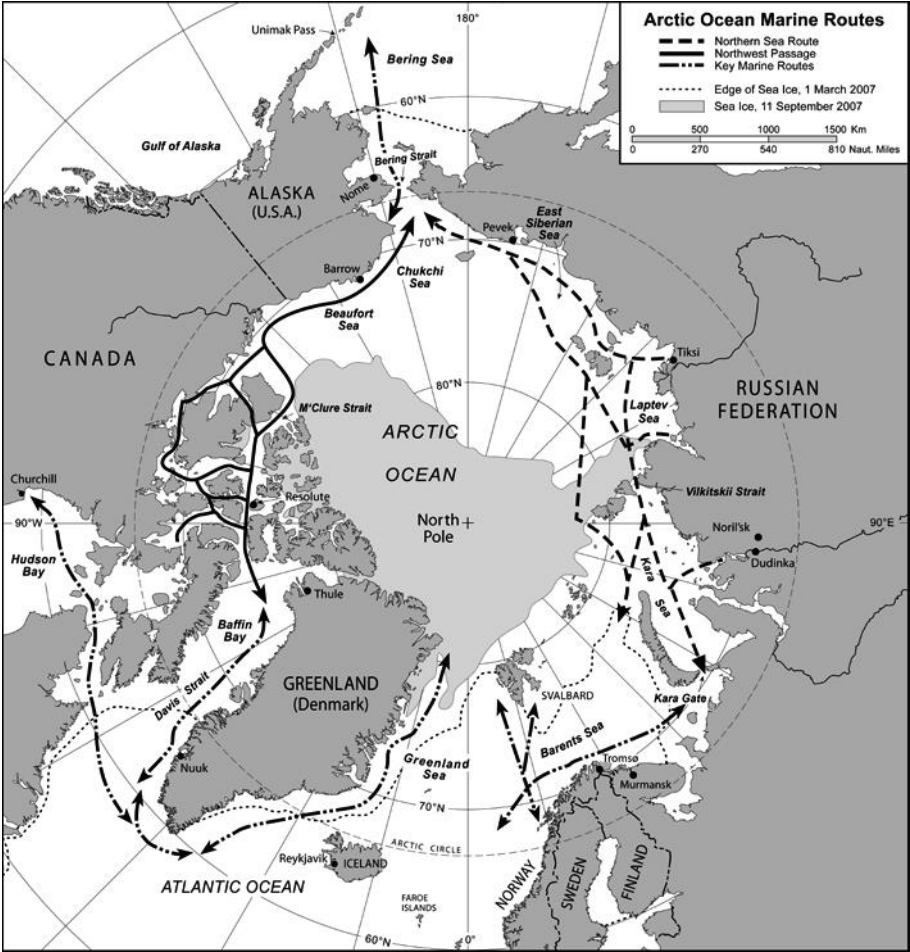 180°
Unimak Pass
Bering Sea
60°N
Gulf of Alaska
Bering Strait
ALASKA
(U.S.A.)
Nome
Pevek
East
Siberian
Sea
70°N
Barrow
Chukchi
Sea
Beaufort
Sea
CANADA
Tiksi
80°N
RUSSIAN
FEDERATION
Laptev
Sea
M'Clure Strait
ARCTIC
OCEAN
Churchill
Resolute
Vilkitskii Strait
90°W
North
Pole
Noril'sk
90°E
Dudinka
Hudson
Bay
Kara
Sea
Thule
Baffin
Bay
GREENLAND
(Denmark)
SVALBARD
Kara Gate
Davis Strait
Barents Sea
Nuuk
Greenland
Sea
Tromsø
Murmansk
70°N
ARCTIC CIRCLE
Reykjavik
ICELAND
ATLANTIC OCEAN
FAROE
ISLANDS
NORWAY
SWEDEN
FINLAND
60°N
0°
Arctic Ocean Marine Routes
Northern Sea Route
Northwest Passage
Key Marine Routes
Edge of Sea Ice, 1 March 2007
Sea Ice, 11 September 2007
0 500 1000 1500 Km
0 270 540 810 Naut. Miles